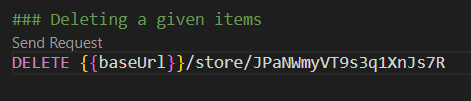 ### Deleting a given items
Send Request
DELETE {{baseUrl}}/store/JPaNWmyVT9s3q1XnJs7R